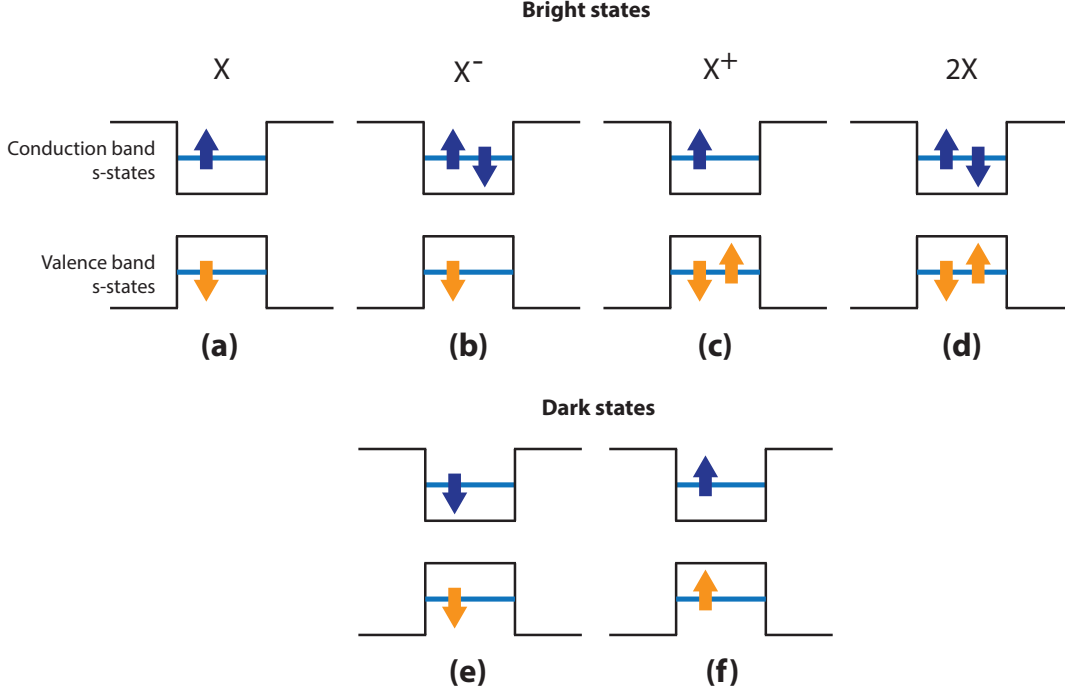 Bright states
X
X⁻
X⁺
2X
Conduction band
s-states
Valence band
s-states
(a)
(b)
(c)
(d)
Dark states
(e)
(f)